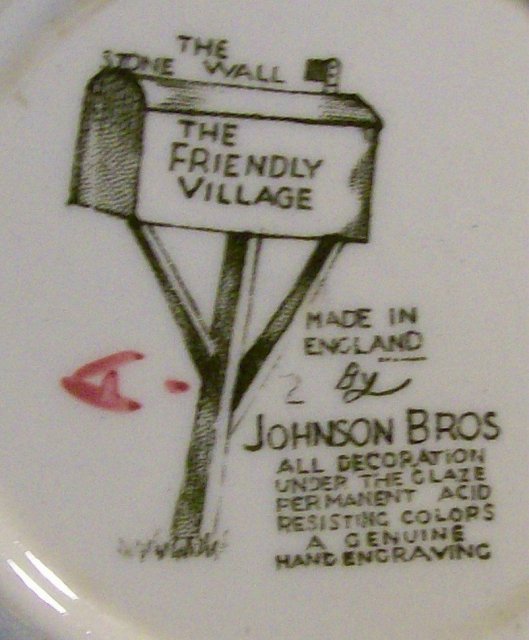 THE
STONE WALL
THE
FRIENDLY
VILLAGE
MADE IN
ENGLAND
By
2
JOHNSON BROS
ALL DECORATION
UNDER THE GLAZE
PERMANENT ACID
RESISTING COLORS
A GENUINE
HAND ENGRAVING
A